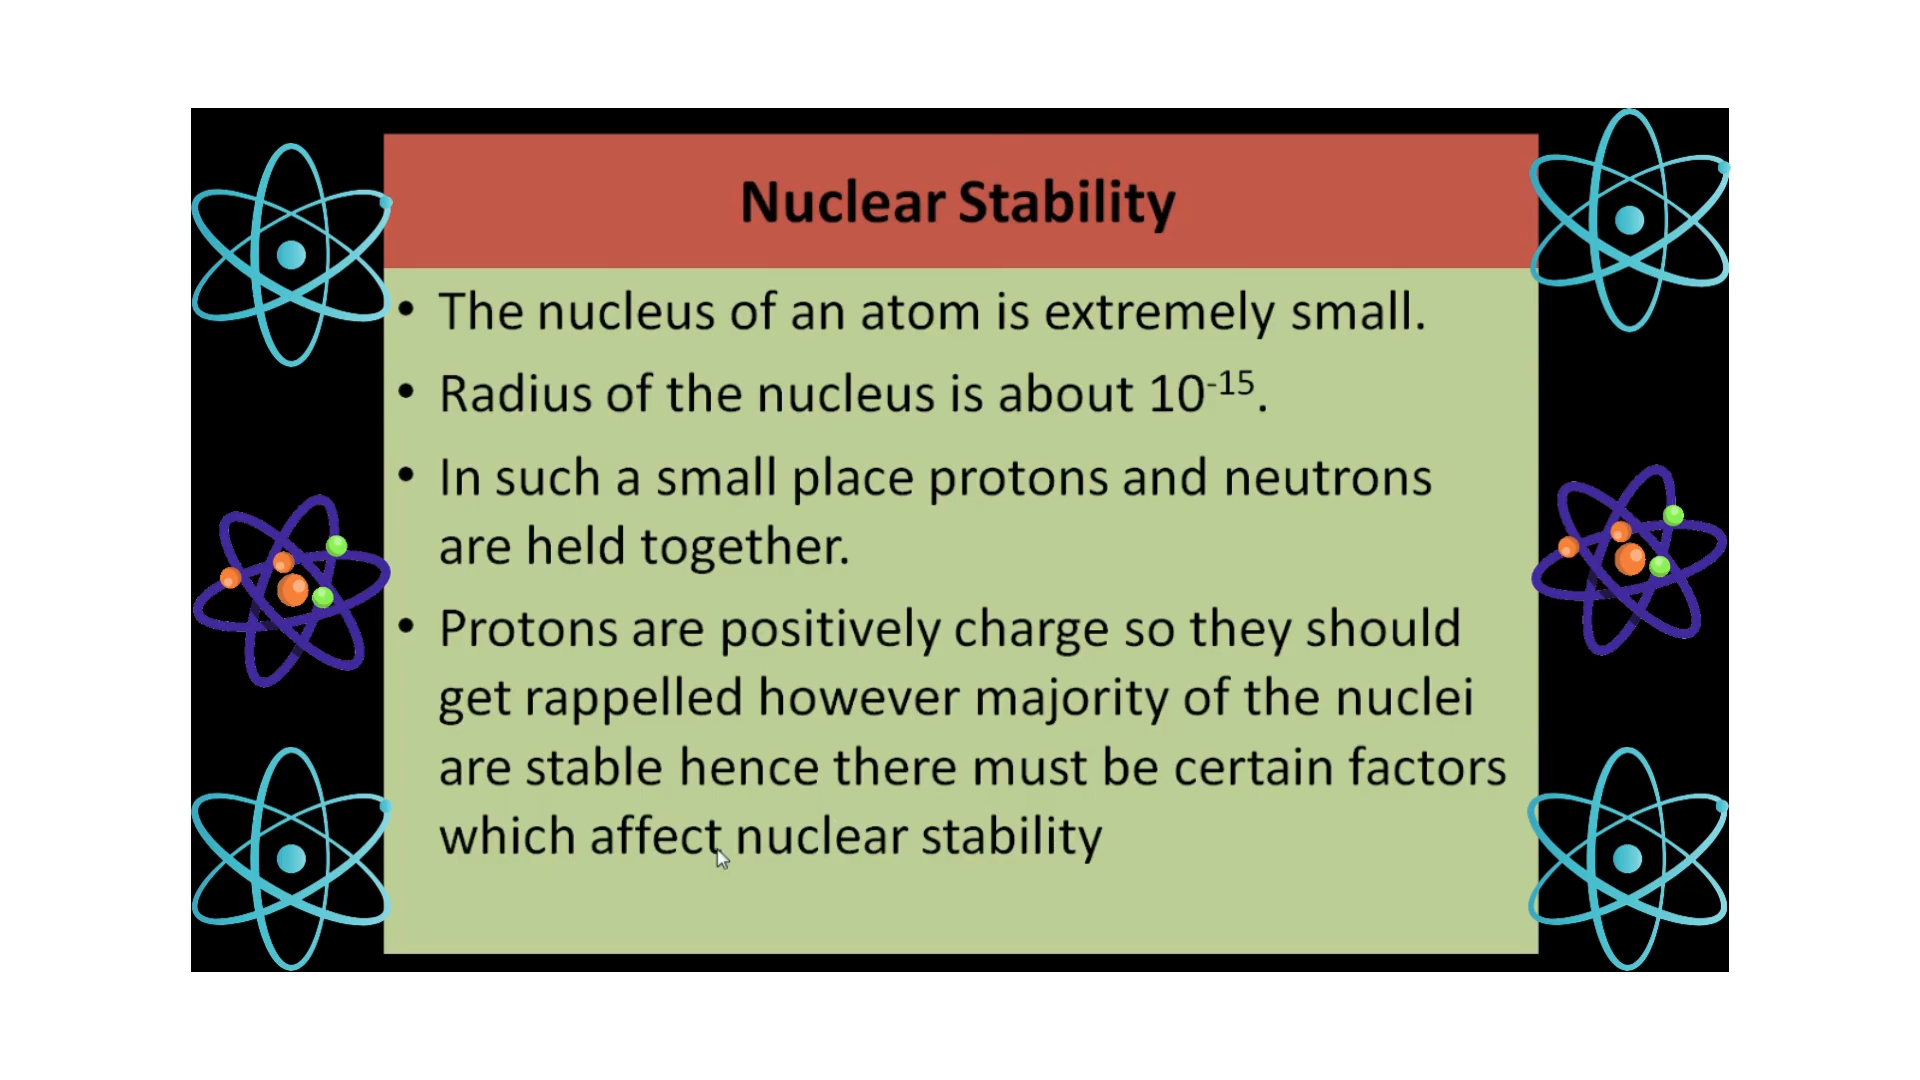 Nuclear Stability
• The nucleus of an atom is extremely small.
• Radius of the nucleus is about 10⁻¹⁵.
• In such a small place protons and neutrons
are held together.
• Protons are positively charge so they should
get rappelled however majority of the nuclei
are stable hence there must be certain factors
which affect nuclear stability